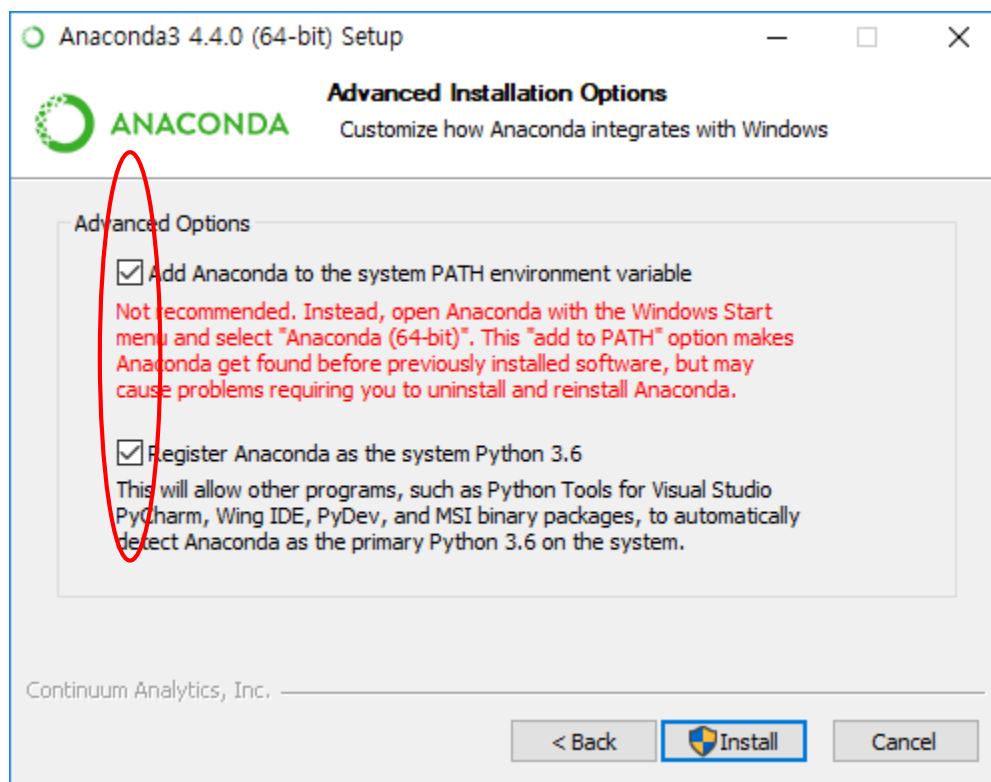 Anaconda3 4.4.0 (64-bit) Setup
ANACONDA
Advanced Installation Options
Customize how Anaconda integrates with Windows
Advanced Options
Add Anaconda to the system PATH environment variable
Not recommended. Instead, open Anaconda with the Windows Start
menu and select "Anaconda (64-bit)". This "add to PATH" option makes
Anaconda get found before previously installed software, but may
cause problems requiring you to uninstall and reinstall Anaconda.
Register Anaconda as the system Python 3.6
This will allow other programs, such as Python Tools for Visual Studio
PyCharm, Wing IDE, PyDev, and MSI binary packages, to automatically
detect Anaconda as the primary Python 3.6 on the system.
Continuum Analytics, Inc.
< Back
Install
Cancel